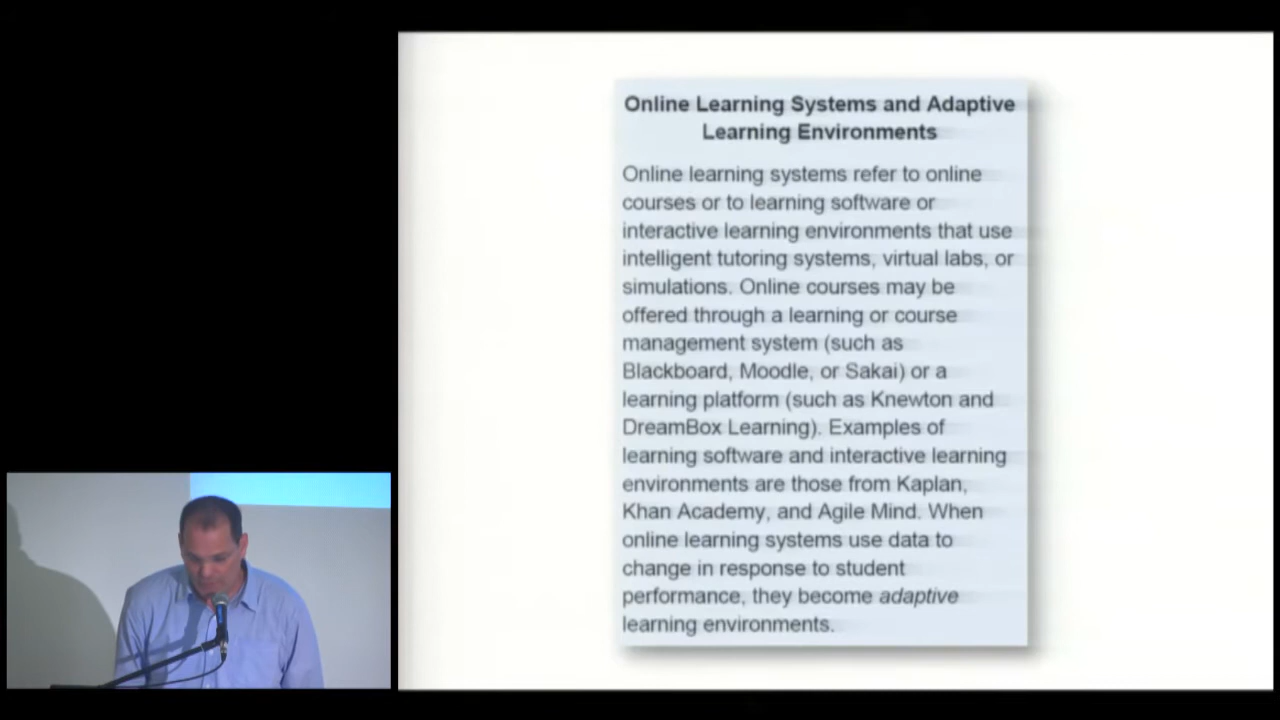 Online Learning Systems and Adaptive
Learning Environments
Online learning systems refer to online
courses or to learning software or
interactive learning environments that use
intelligent tutoring systems, virtual labs, or
simulations. Online courses may be
offered through a learning or course
management system (such as
Blackboard, Moodle, or Sakai) or a
learning platform (such as Knewton and
DreamBox Learning). Examples of
learning software and interactive learning
environments are those from Kaplan,
Khan Academy, and Agile Mind. When
online learning systems use data to
change in response to student
performance, they become adaptive
learning environments.